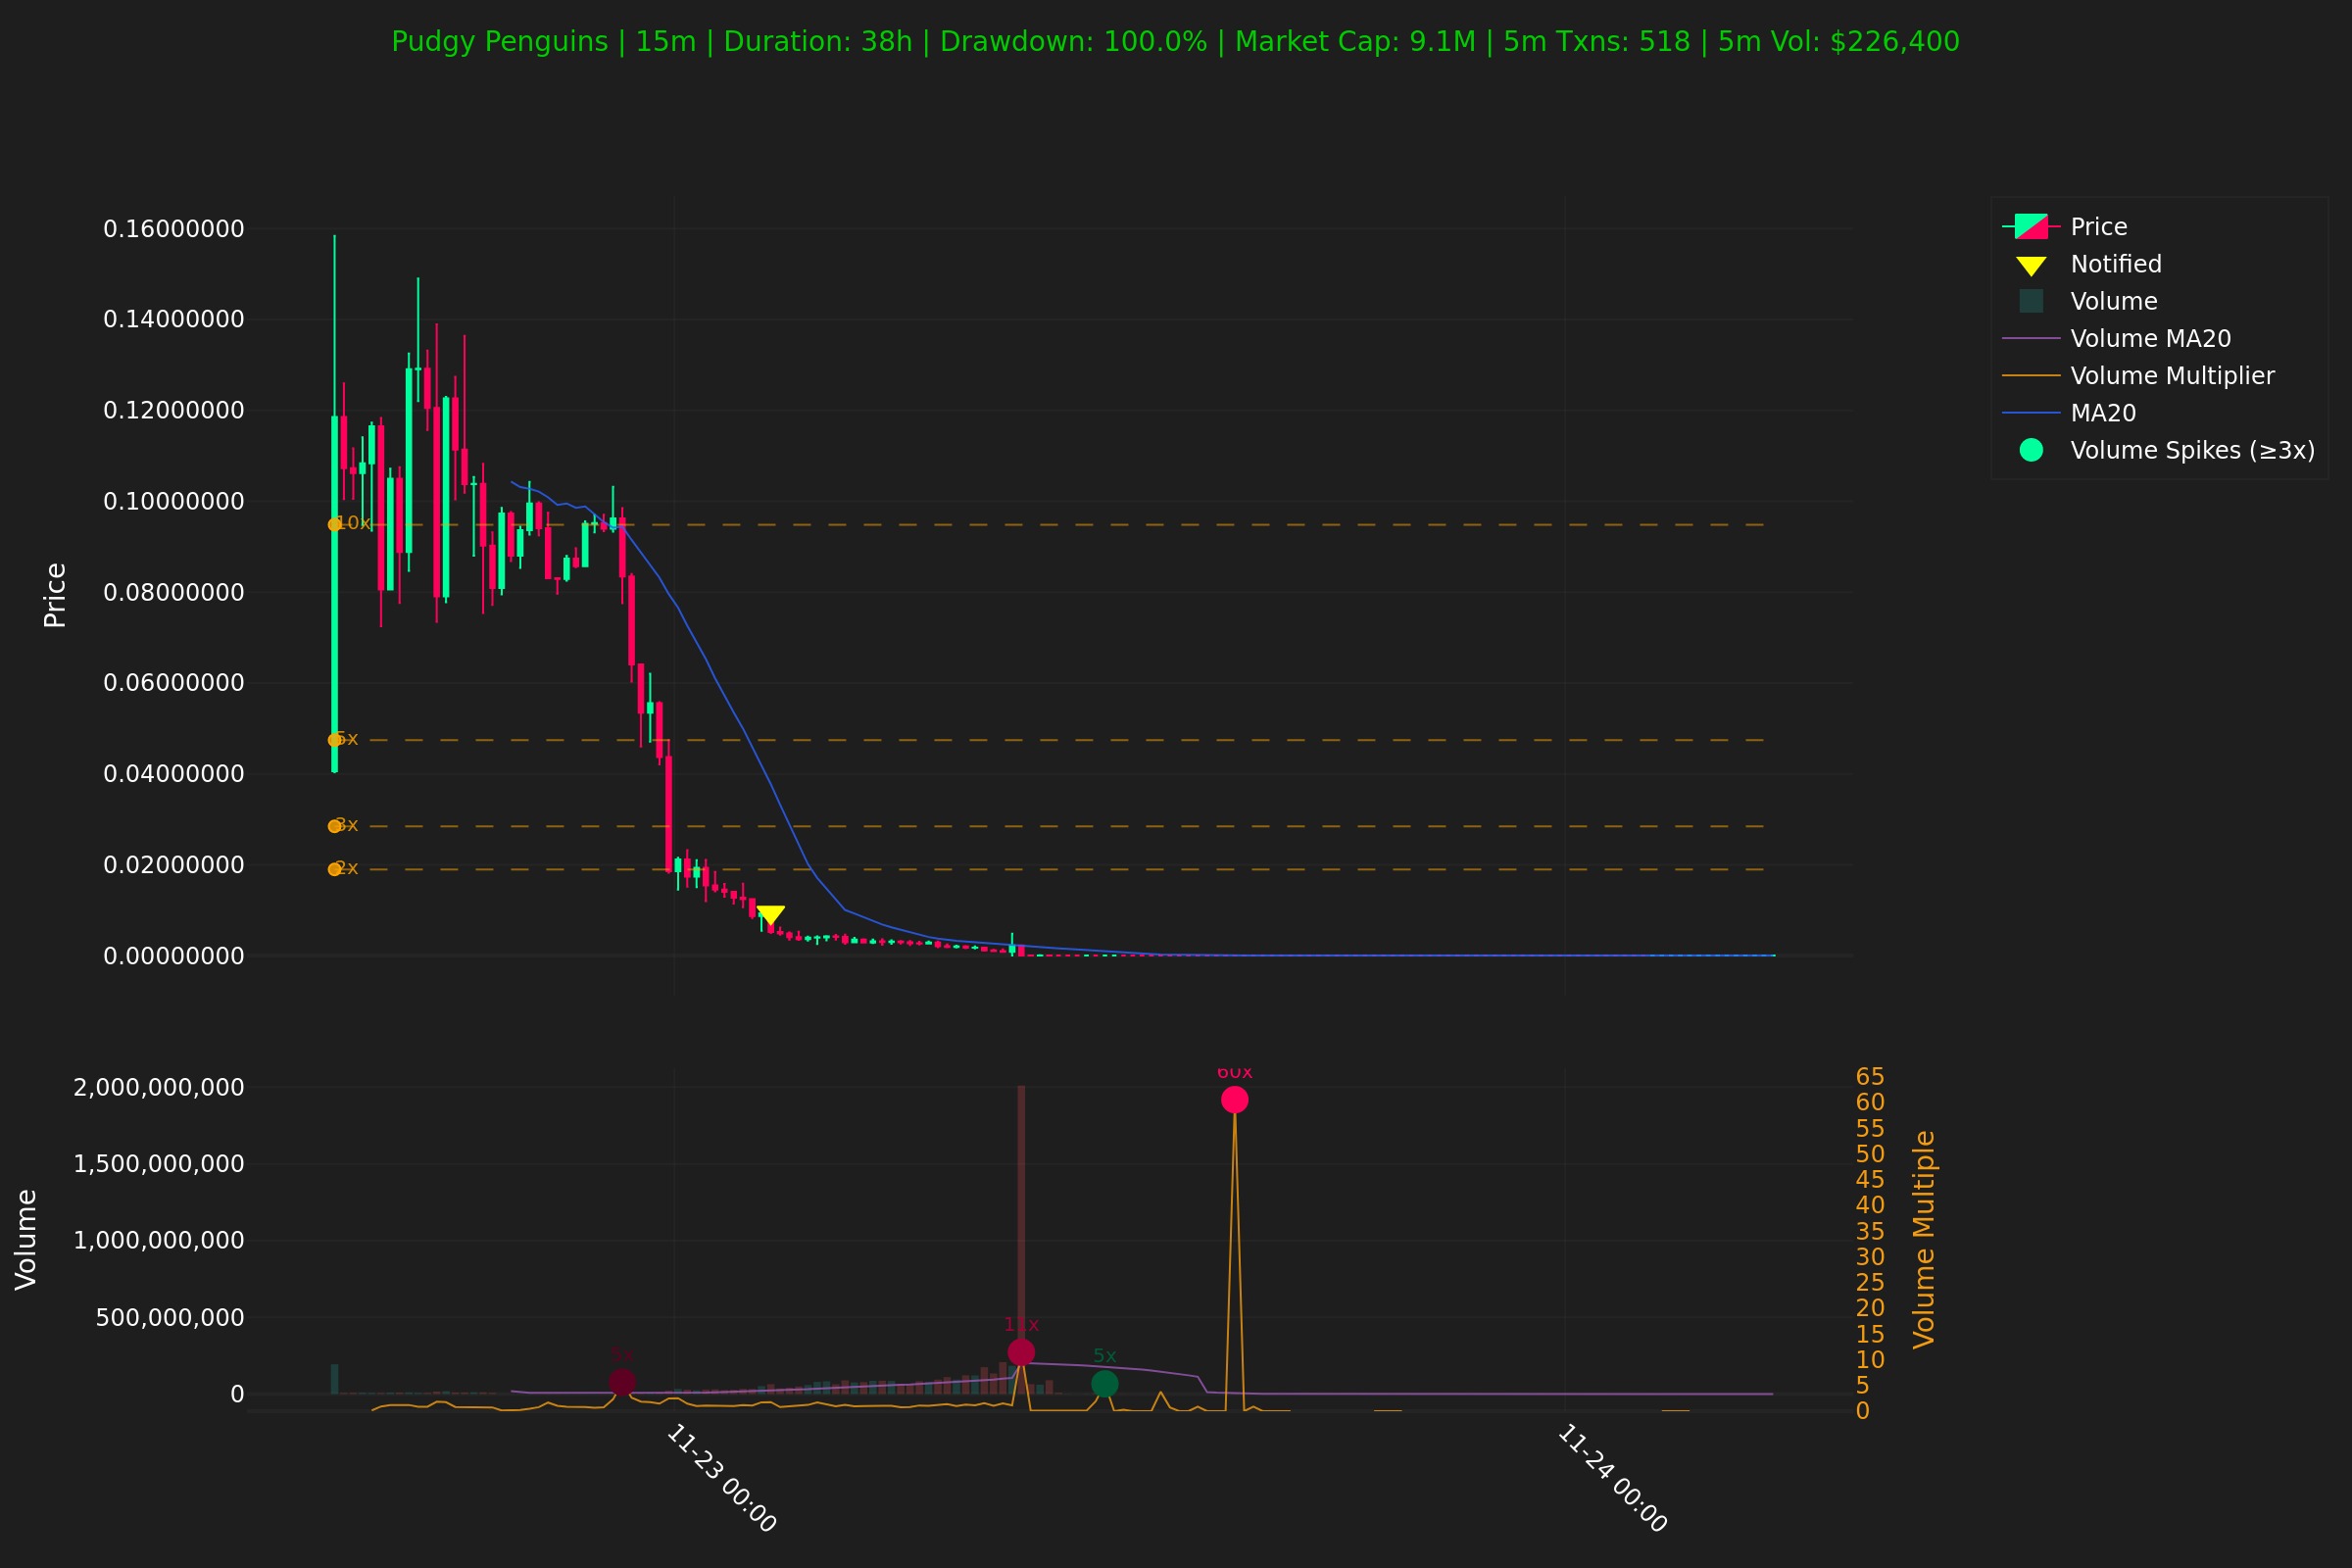 Pudgy Penguins | 15m | Duration: 38h | Drawdown: 100.0% | Market Cap: 9.1M | 5m Txns: 518 | 5m Vol: $226,400
Price
0.16000000
0.14000000
0.12000000
0.10000000
0.08000000
0.06000000
0.04000000
0.02000000
0.00000000
10x
5x
3x
2x
Price
Notified
Volume
Volume MA20
Volume Multiplier
MA20
Volume Spikes (≥3x)
Volume
2,000,000,000
1,500,000,000
1,000,000,000
500,000,000
0
11x
5x
60x
65
60
55
50
45
40
35
30
25
20
15
10
5
0
Volume Multiple
11-23 00:00
11-24 00:00